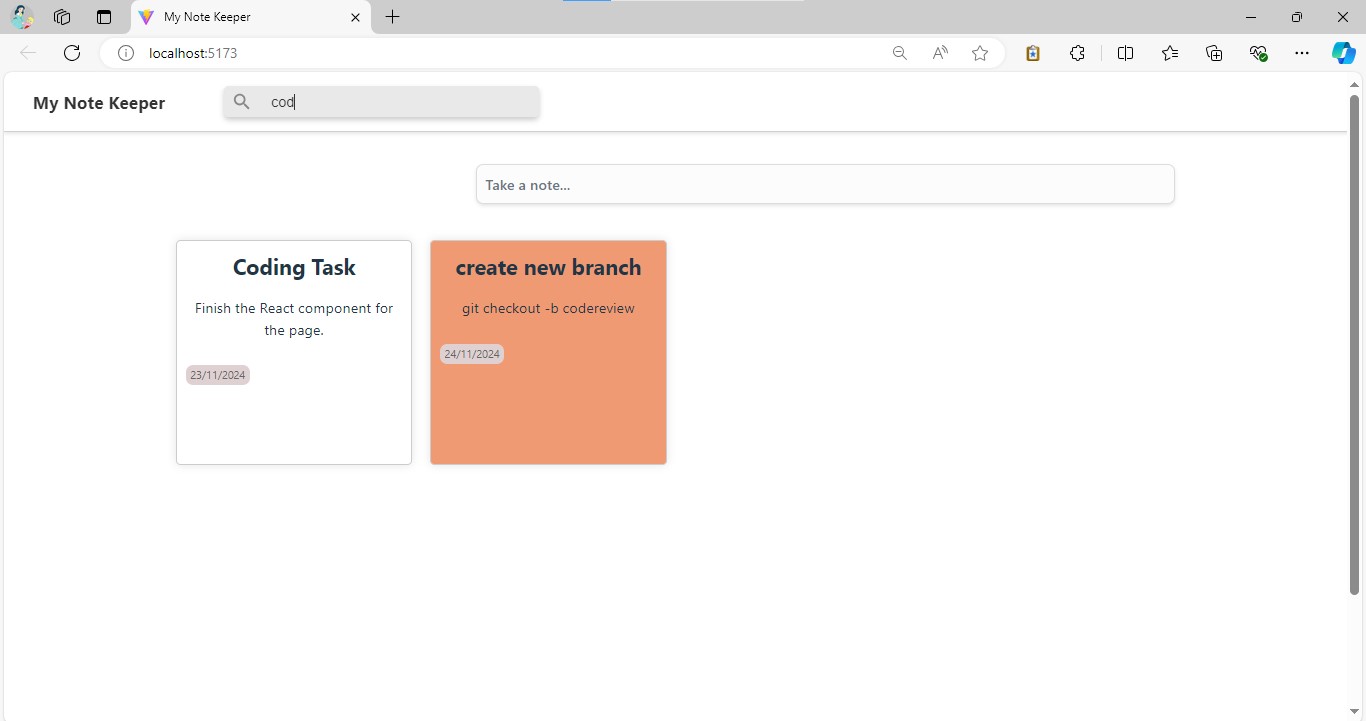 My Note Keeper
localhost:5173
My Note Keeper
cod
Take a note...
Coding Task
Finish the React component for
the page.
23/11/2024
create new branch
git checkout -b codereview
24/11/2024